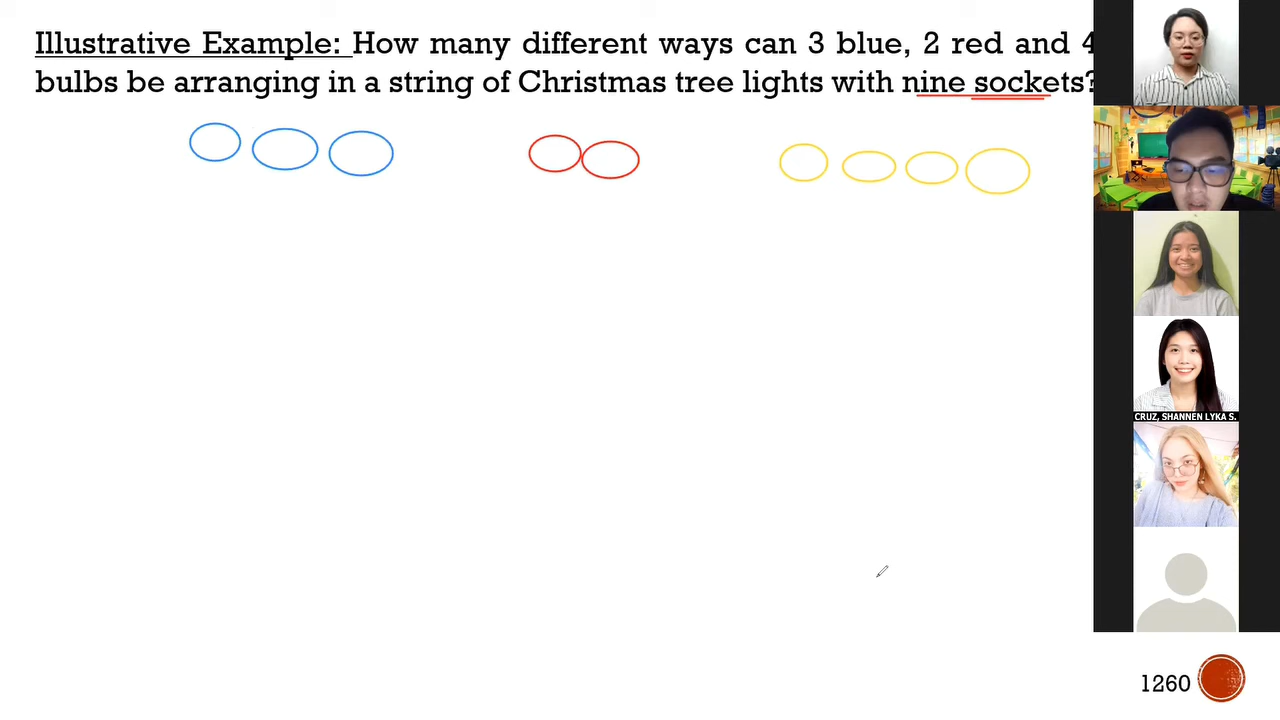 Illustrative Example: How many different ways can 3 blue, 2 red and 4
bulbs be arranging in a string of Christmas tree lights with nine sockets?
CRUZ, SHANNEN LYKA S.
1260